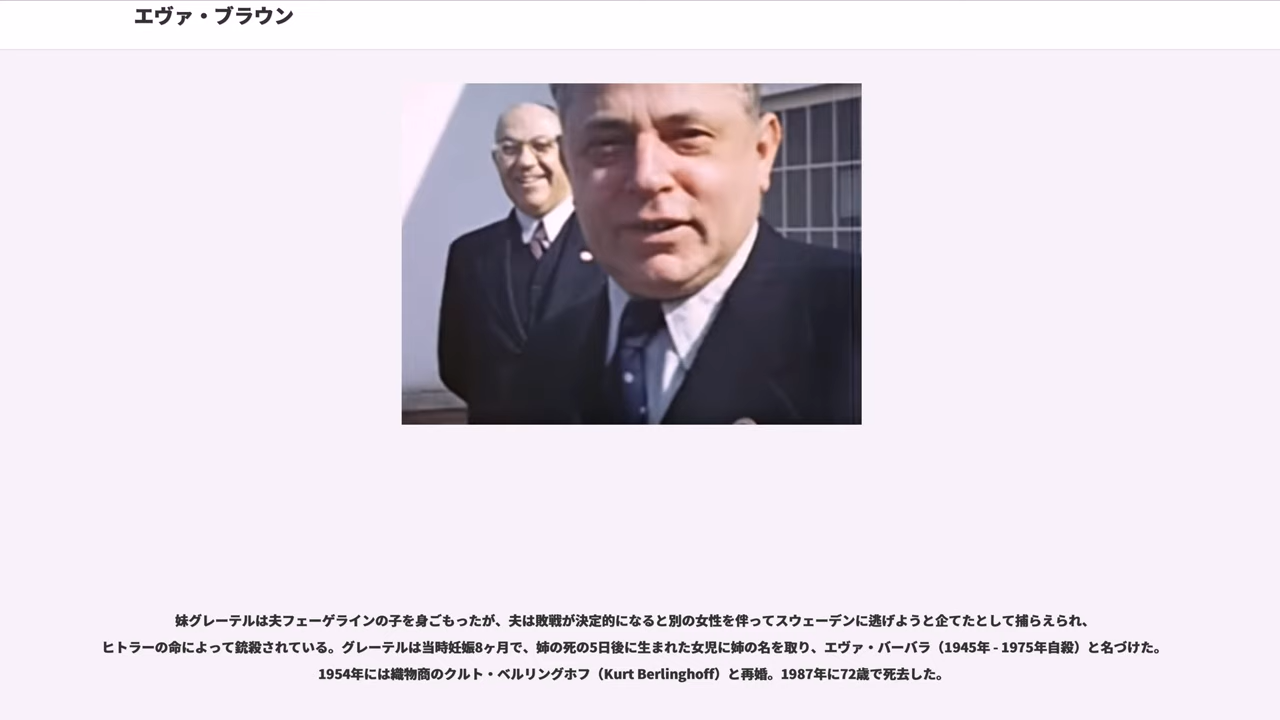 エヴァ・ブラウン
妹グレーテルは夫フェーゲラインの子を身ごもったが、夫は敗戦が決定的になると別の女性を伴ってスウェーデンに逃げようと企てたとして捕らえられ、
ヒトラーの命によって銃殺されている。グレーテルは当時妊娠8ヶ月で、姉の死の5日後に生まれた女児に姉の名を取り、エヴァ・バーバラ（1945年 - 1975年自殺）と名づけた。
1954年には織物商のクルト・ベルリングホフ（Kurt Berlinghoff）と再婚。1987年に72歳で死去した。